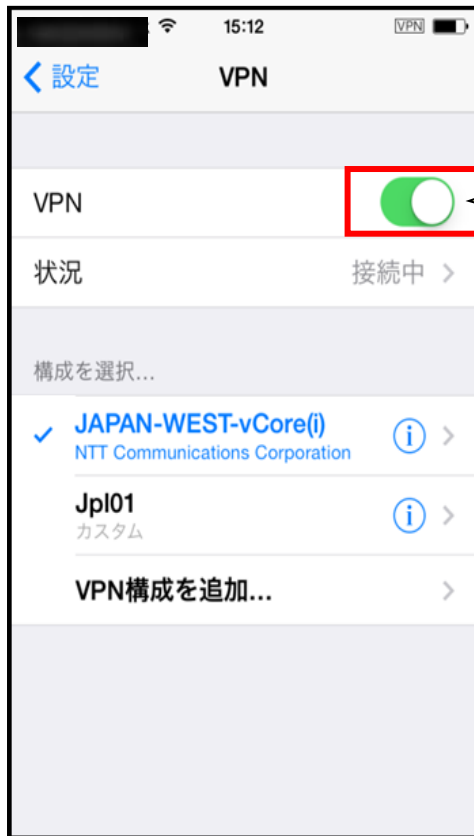 15:12 VPN
設定 VPN
VPN
状況 接続中
構成を選択...
JAPAN-WEST-vCore(i)
NTT Communications Corporation
Jpl01
カスタム
VPN構成を追加...